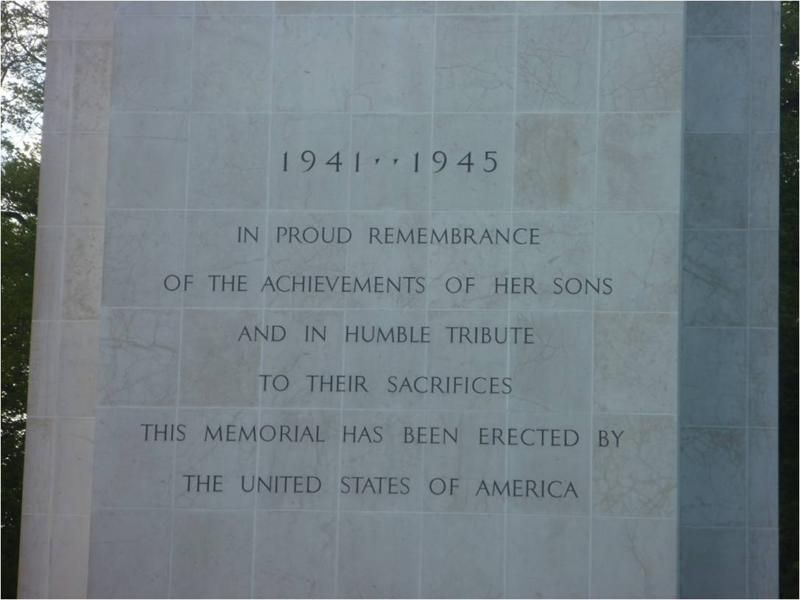 1941··1945
IN PROUD REMEMBRANCE
OF THE ACHIEVEMENTS OF HER SONS
AND IN HUMBLE TRIBUTE
TO THEIR SACRIFICES
THIS MEMORIAL HAS BEEN ERECTED BY
THE UNITED STATES OF AMERICA